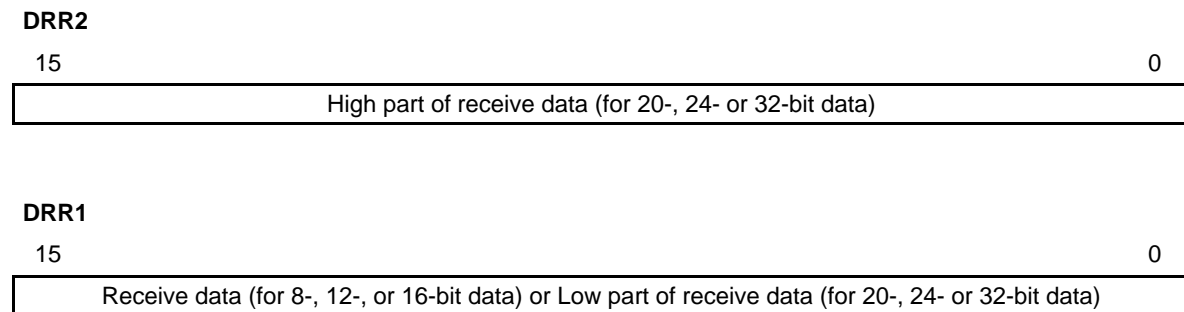 DRR2
15 0
High part of receive data (for 20-, 24- or 32-bit data)
DRR1
15 0
Receive data (for 8-, 12-, or 16-bit data) or Low part of receive data (for 20-, 24- or 32-bit data)